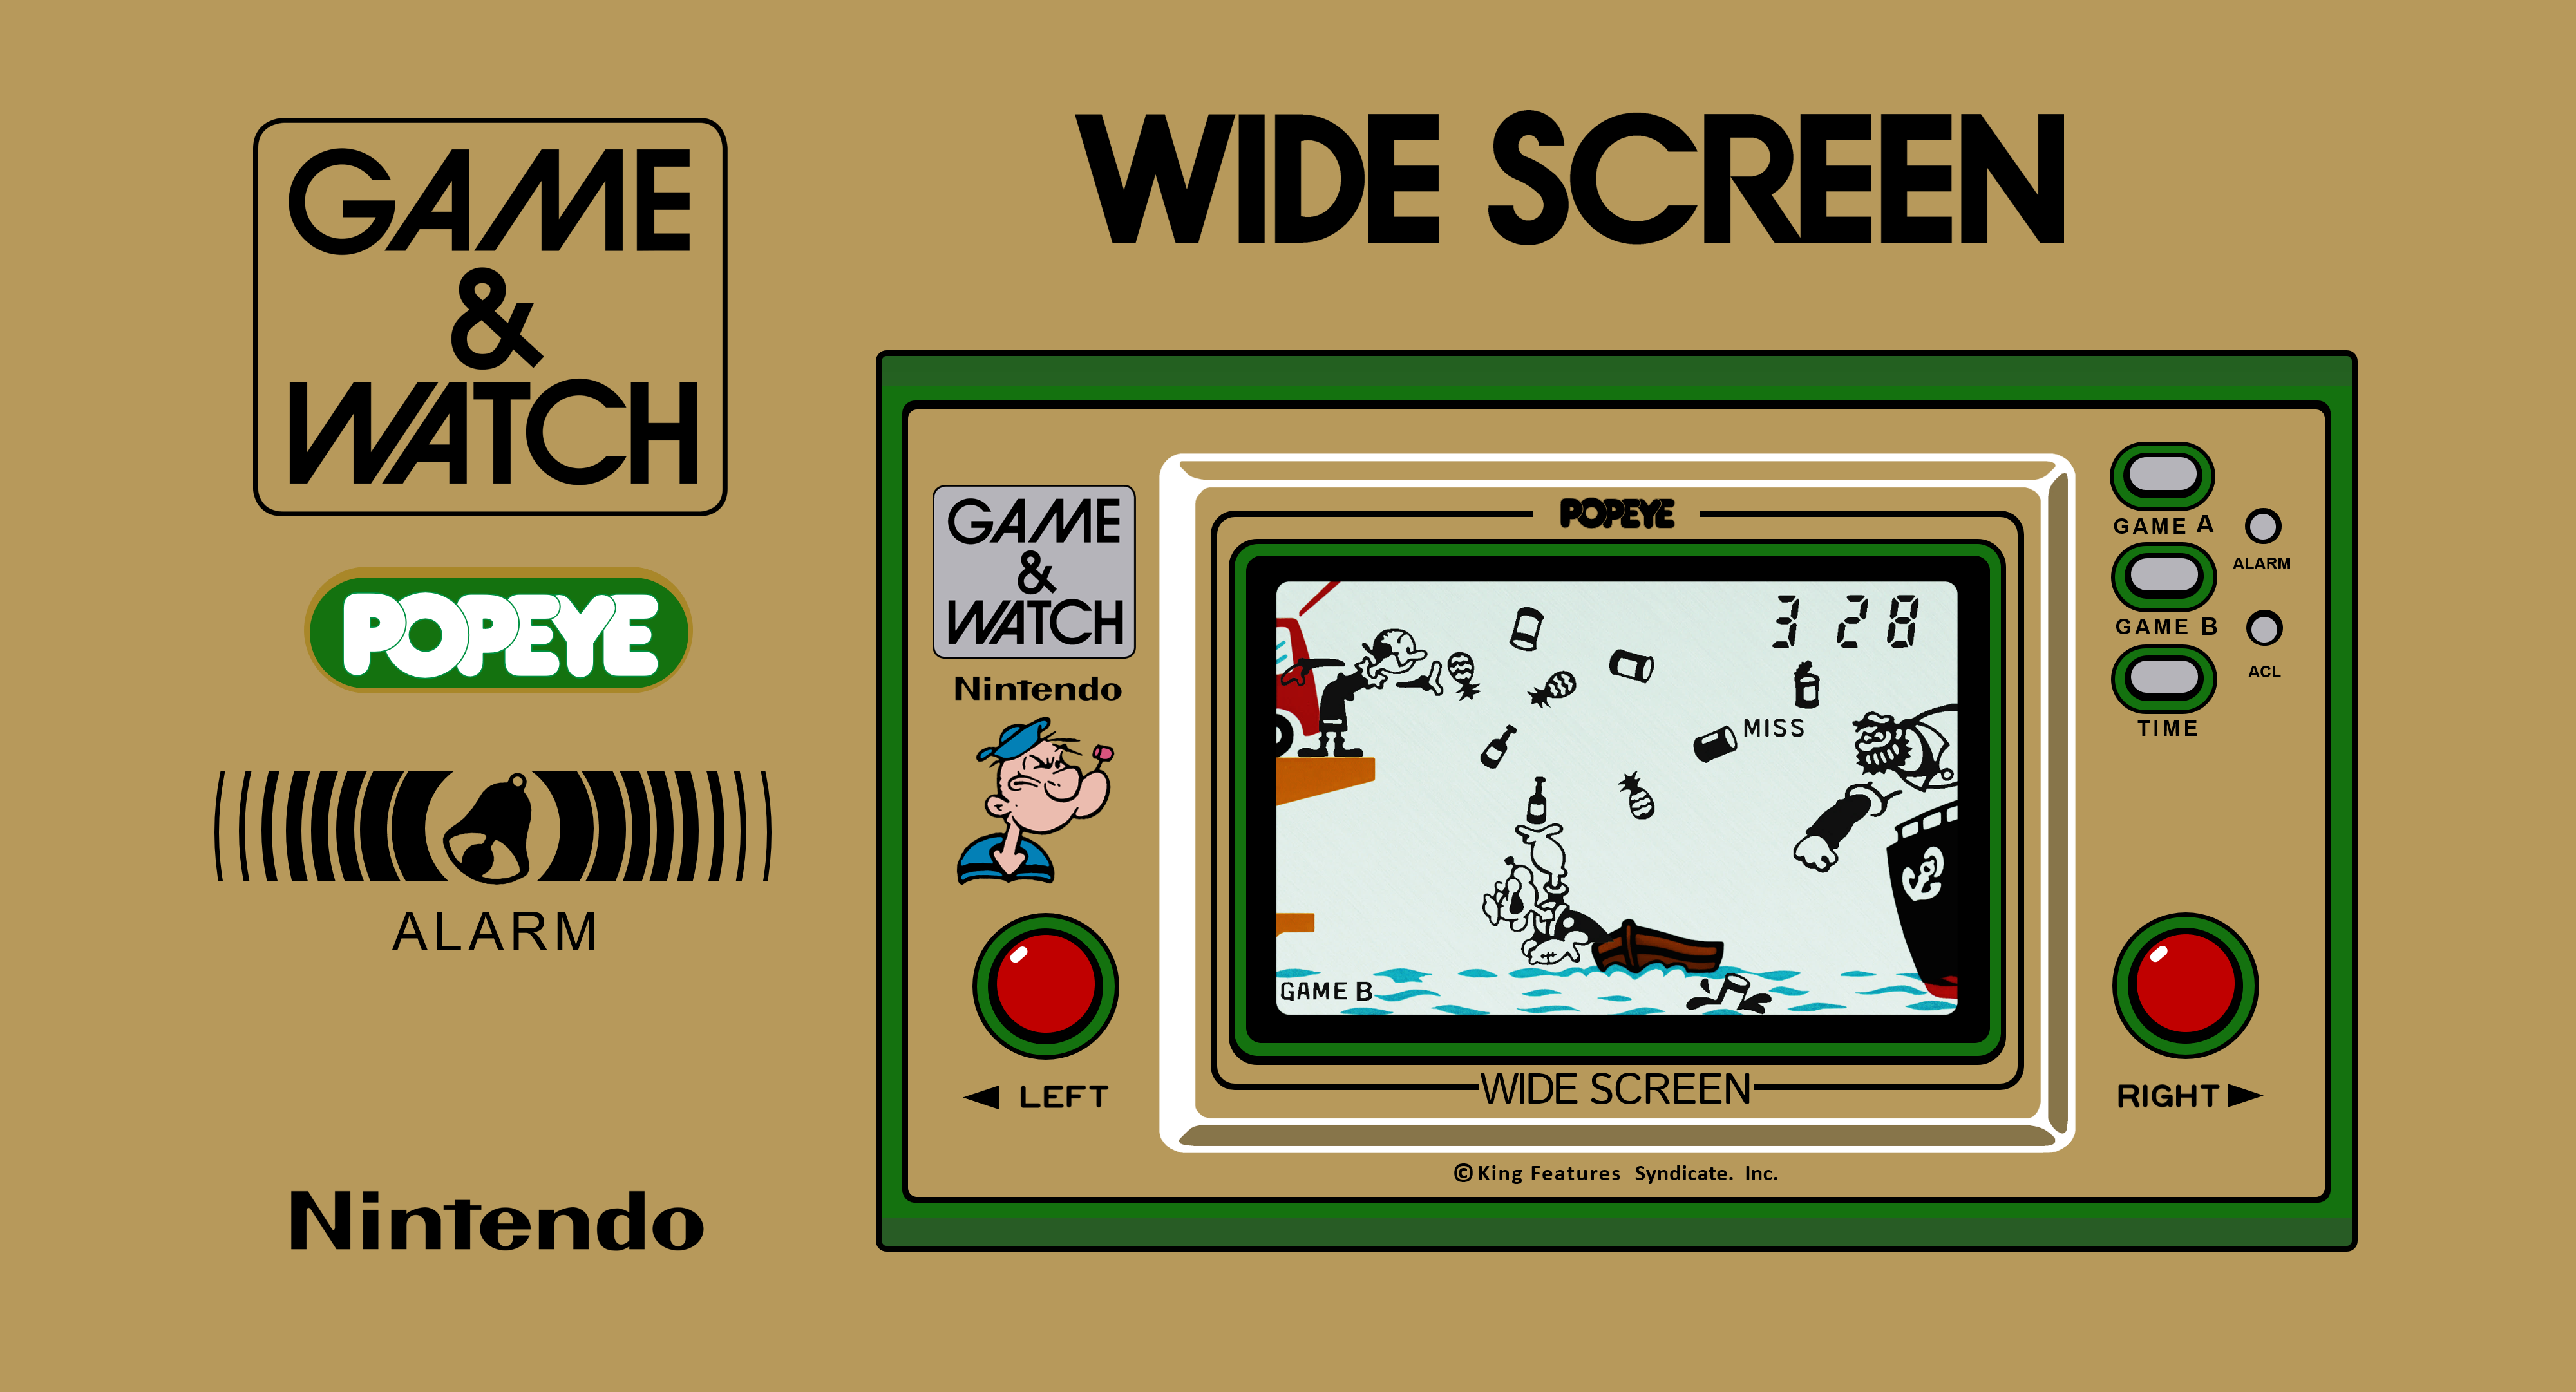 GAME
&
WATCH
POPEYE
ALARM
Nintendo
WIDE SCREEN
GAME
&
WATCH
Nintendo
LEFT
POPEYE
3 28
MISS
GAME B
WIDE SCREEN
© King Features Syndicate. Inc.
GAME A
ALARM
GAME B
ACL
TIME
RIGHT